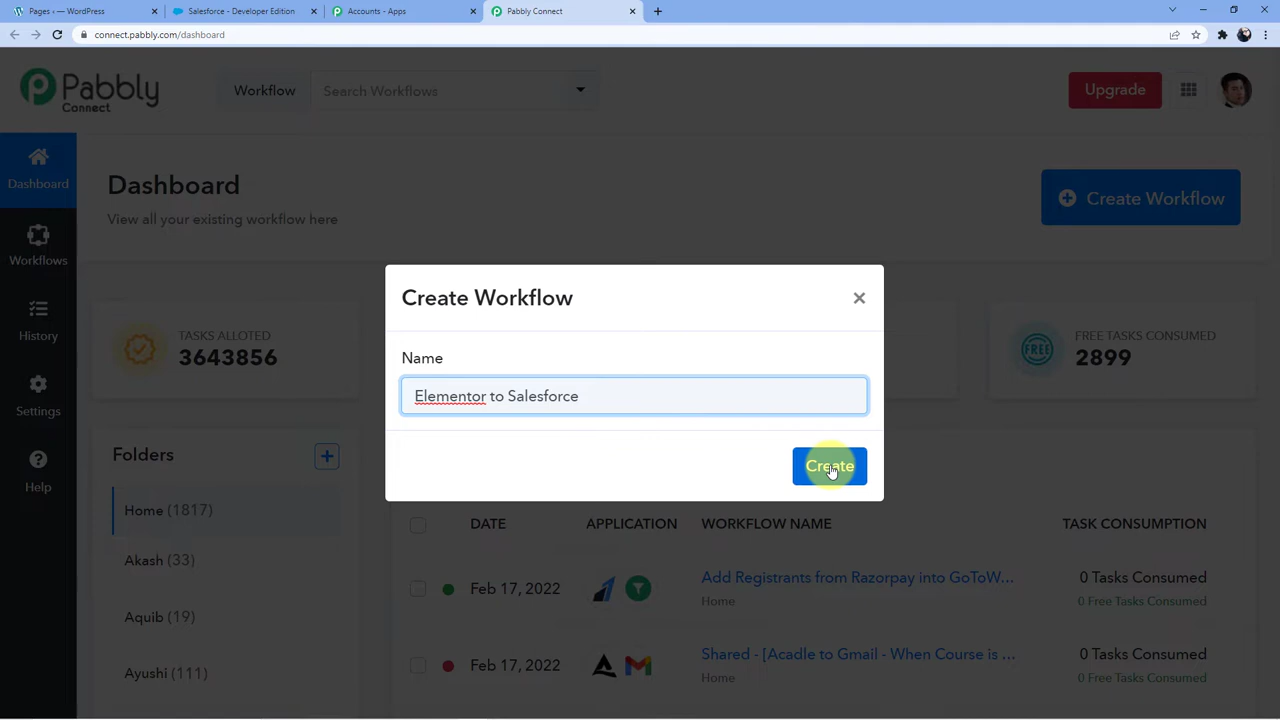 Pages ‹ — WordPress
Salesforce - Developer Edition
Accounts - Apps
Pabbly Connect
connect.pabbly.com/dashboard
Pabbly
Connect
Workflow
Search Workflows
Upgrade
Dashboard
Dashboard
View all your existing workflow here
Create Workflow
Workflows
Create Workflow
×
History
TASKS ALLOTED
3643856
FREE
FREE TASKS CONSUMED
2899
Name
Elementor to Salesforce
Settings
Folders
+
Create
Help
Home (1817)
DATE
APPLICATION
WORKFLOW NAME
TASK CONSUMPTION
Akash (33)
Feb 17, 2022
Add Registrants from Razorpay into GoToW...
Home
0 Tasks Consumed
0 Free Tasks Consumed
Aquib (19)
Ayushi (111)
Feb 17, 2022
Shared - [Acadle to Gmail - When Course is ...
Home
0 Tasks Consumed
0 Free Tasks Consumed